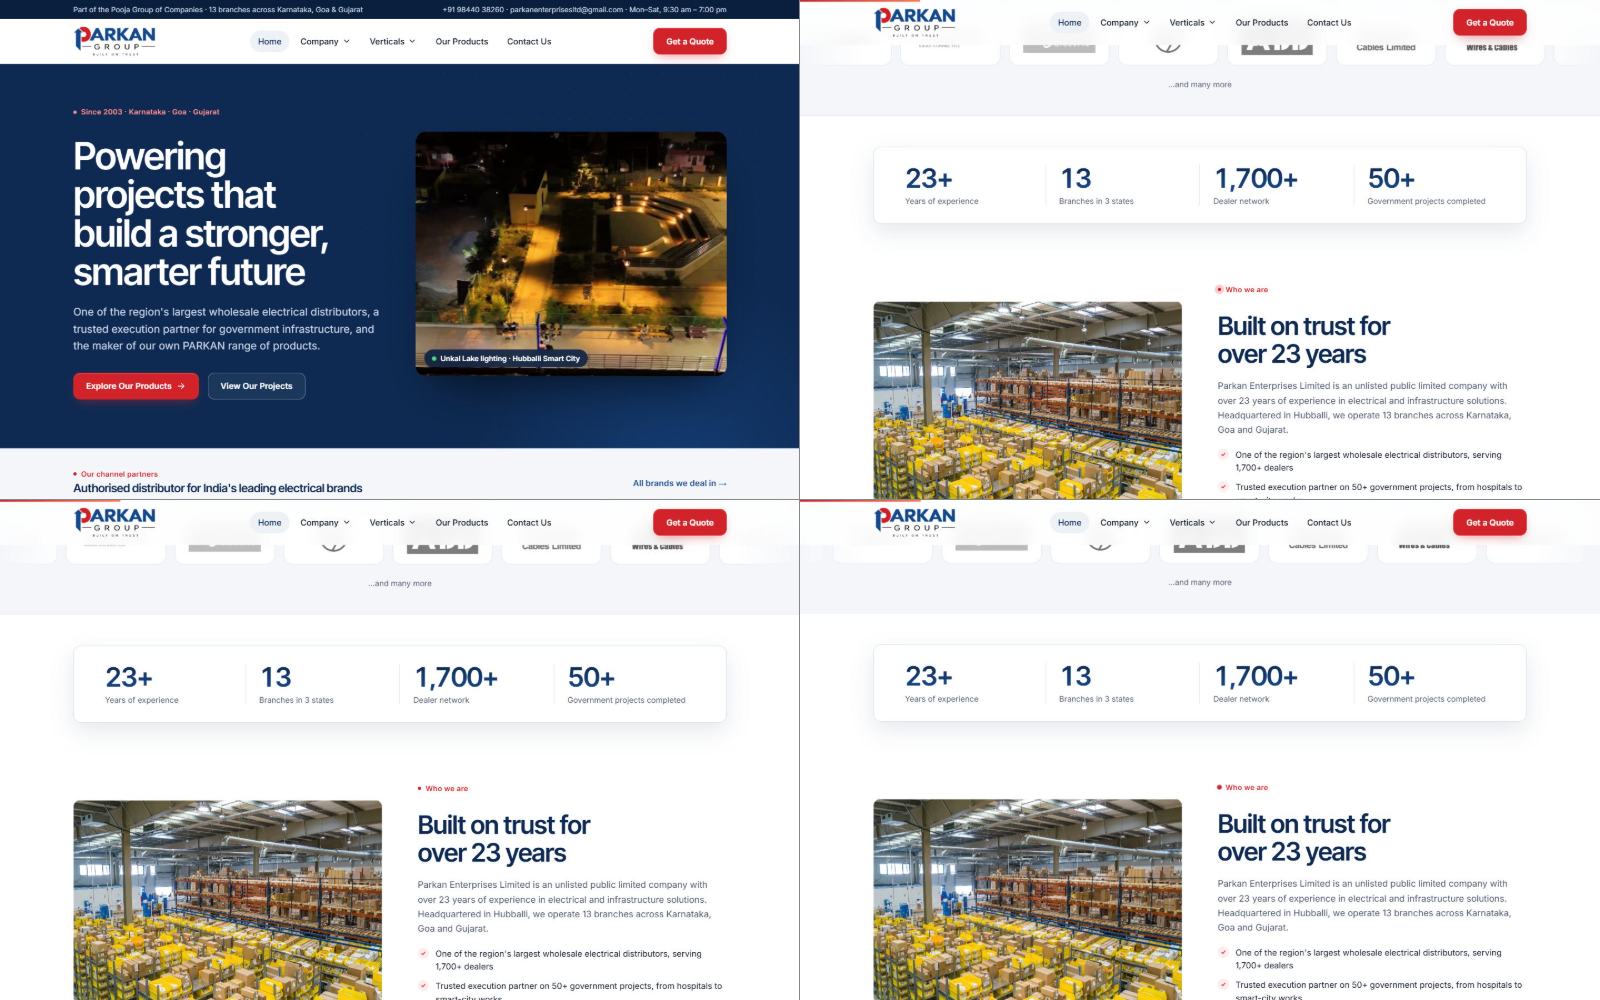 Part of the Pooja Group of Companies · 13 branches across Karnataka, Goa & Gujarat
+91 98440 38260 · parkanenterprisesltd@gmail.com · Mon–Sat, 9:30 am – 7:00 pm
PARKAN
GROUP
BUILT ON TRUST
Home
Company
Verticals
Our Products
Contact Us
Get a Quote
Since 2003 · Karnataka · Goa · Gujarat
Powering
projects that
build a stronger,
smarter future
One of the region's largest wholesale electrical distributors, a
trusted execution partner for government infrastructure, and
the maker of our own PARKAN range of products.
Explore Our Products →
View Our Projects
Unkal Lake lighting · Hubballi Smart City
Our channel partners
Authorised distributor for India's leading electrical brands
All brands we deal in →
PARKAN
GROUP
BUILT ON TRUST
Home
Company
Verticals
Our Products
Contact Us
Get a Quote
Cables Limited
Wires & Cables
...and many more
23+
Years of experience
13
Branches in 3 states
1,700+
Dealer network
50+
Government projects completed
Who we are
Built on trust for
over 23 years
Parkan Enterprises Limited is an unlisted public limited company with
over 23 years of experience in electrical and infrastructure solutions.
Headquartered in Hubballi, we operate 13 branches across Karnataka,
Goa and Gujarat.
One of the region's largest wholesale electrical distributors, serving
1,700+ dealers
Trusted execution partner on 50+ government projects, from hospitals to
PARKAN
GROUP
BUILT ON TRUST
Home
Company
Verticals
Our Products
Contact Us
Get a Quote
Cables Limited
Wires & Cables
...and many more
23+
Years of experience
13
Branches in 3 states
1,700+
Dealer network
50+
Government projects completed
Who we are
Built on trust for
over 23 years
Parkan Enterprises Limited is an unlisted public limited company with
over 23 years of experience in electrical and infrastructure solutions.
Headquartered in Hubballi, we operate 13 branches across Karnataka,
Goa and Gujarat.
One of the region's largest wholesale electrical distributors, serving
1,700+ dealers
Trusted execution partner on 50+ government projects, from hospitals to
smart-city works
PARKAN
GROUP
BUILT ON TRUST
Home
Company
Verticals
Our Products
Contact Us
Get a Quote
Cables Limited
Wires & Cables
...and many more
23+
Years of experience
13
Branches in 3 states
1,700+
Dealer network
50+
Government projects completed
Who we are
Built on trust for
over 23 years
Parkan Enterprises Limited is an unlisted public limited company with
over 23 years of experience in electrical and infrastructure solutions.
Headquartered in Hubballi, we operate 13 branches across Karnataka,
Goa and Gujarat.
One of the region's largest wholesale electrical distributors, serving
1,700+ dealers
Trusted execution partner on 50+ government projects, from hospitals to
smart-city works